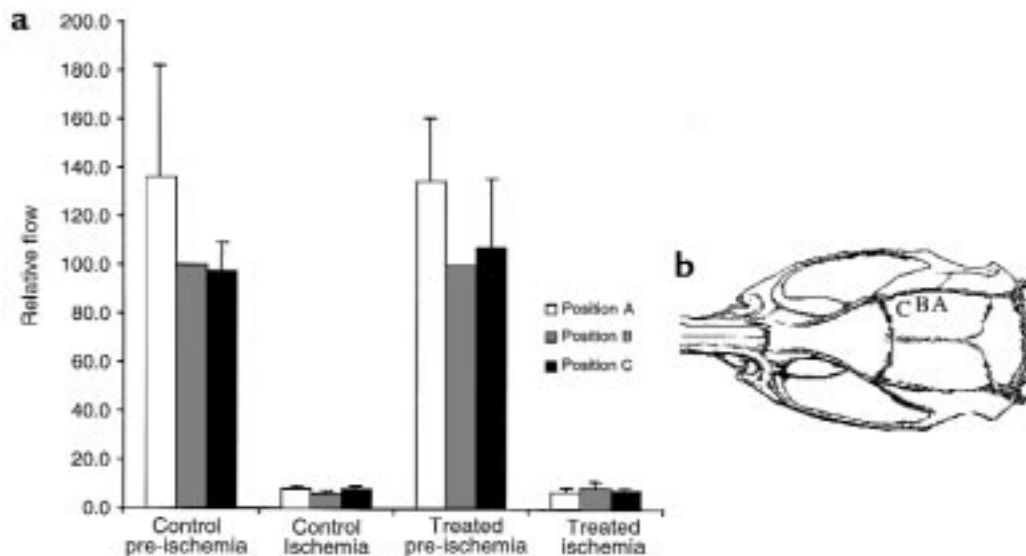 a
200.0
180.0
160.0
140.0
120.0
100.0
80.0
60.0
40.0
20.0
0.0
Relative flow
Control
pre-ischemia
Control
Ischemia
Treated
pre-ischemia
Treated
ischemia
Position A
Position B
Position C
b
C B A